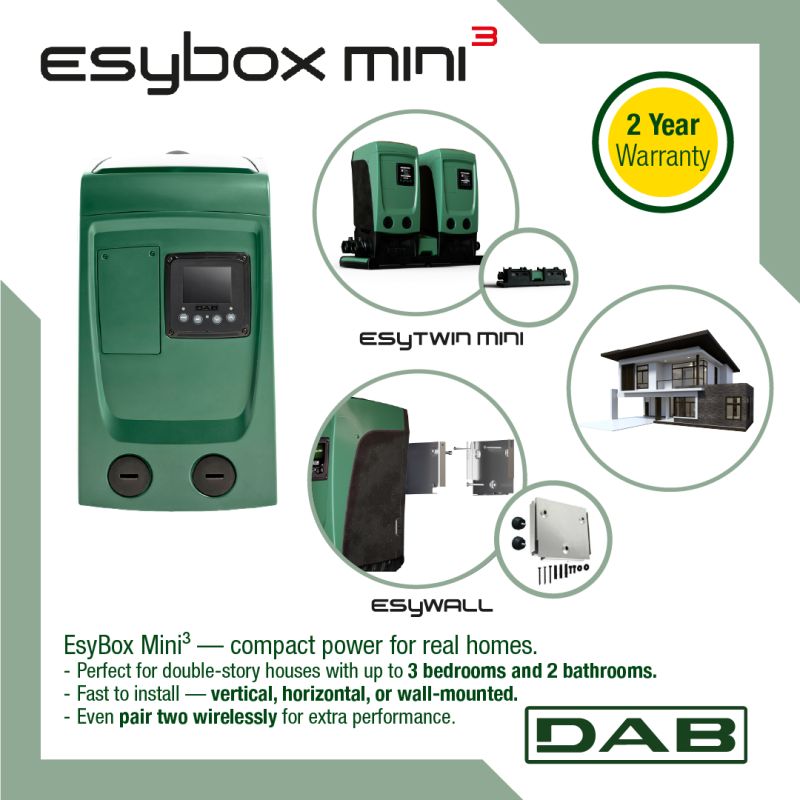 esybox mini³
2 Year
Warranty
DAB
ESYTWIN MINI
ESYWALL
EsyBox Mini³ — compact power for real homes.
- Perfect for double-story houses with up to 3 bedrooms and 2 bathrooms.
- Fast to install — vertical, horizontal, or wall-mounted.
- Even pair two wirelessly for extra performance.
DAB